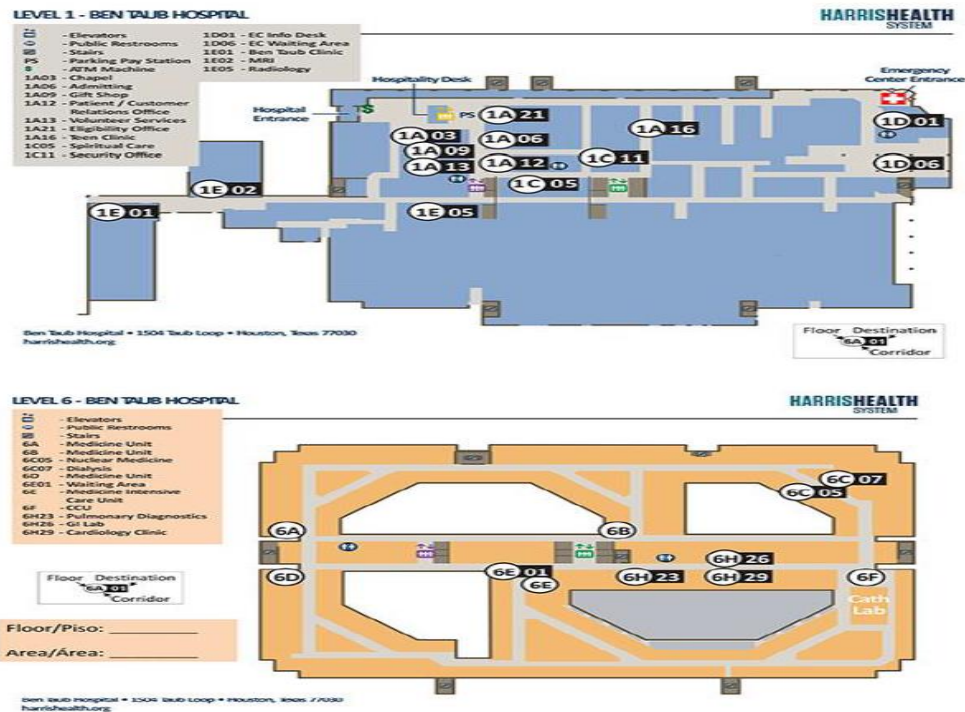 LEVEL 1 - BEN TAUB HOSPITAL
HARRISHEALTH
SYSTEM
- Elevators
- Public Restrooms
- Stairs
PS - Parking Pay Station
$ - ATM Machine
1A03 - Chapel
1A06 - Admitting
1A09 - Gift Shop
1A12 - Patient / Customer
Relations Office
1A13 - Volunteer Services
1A21 - Eligibility Office
1A16 - Teen Clinic
1C05 - Spiritual Care
1C11 - Security Office
1D01 - EC Info Desk
1D06 - EC Waiting Area
1E01 - Ben Taub Clinic
1E02 - MRI
1E05 - Radiology
Hospitality Desk
Emergency
Center Entrance
Hospital
Entrance
$
PS
1A 21
1A 03
1A 06
1A 16
1D 01
1A 09
1A 13
1A 12
1C 11
1D 06
1E 02
1C 05
1E 01
1E 05
Ben Taub Hospital • 1504 Taub Loop • Houston, Texas 77030
harrishealth.org
Floor Destination
6A 01
Corridor
LEVEL 6 - BEN TAUB HOSPITAL
HARRISHEALTH
SYSTEM
- Elevators
- Public Restrooms
- Stairs
6A - Medicine Unit
6B - Medicine Unit
6C05 - Nuclear Medicine
6C07 - Dialysis
6D - Medicine Unit
6E01 - Waiting Area
6E - Medicine Intensive
Care Unit
6F - CCU
6H23 - Pulmonary Diagnostics
6H26 - GI Lab
6H29 - Cardiology Clinic
6C 07
6C 05
6A
6B
6H 26
6D
6E 01
6E
6H 23
6H 29
6F
Cath
Lab
Floor Destination
6A 01
Corridor
Floor/Piso: ________
Area/Área: ________
Ben Taub Hospital • 1504 Taub Loop • Houston, Texas 77030
harrishealth.org